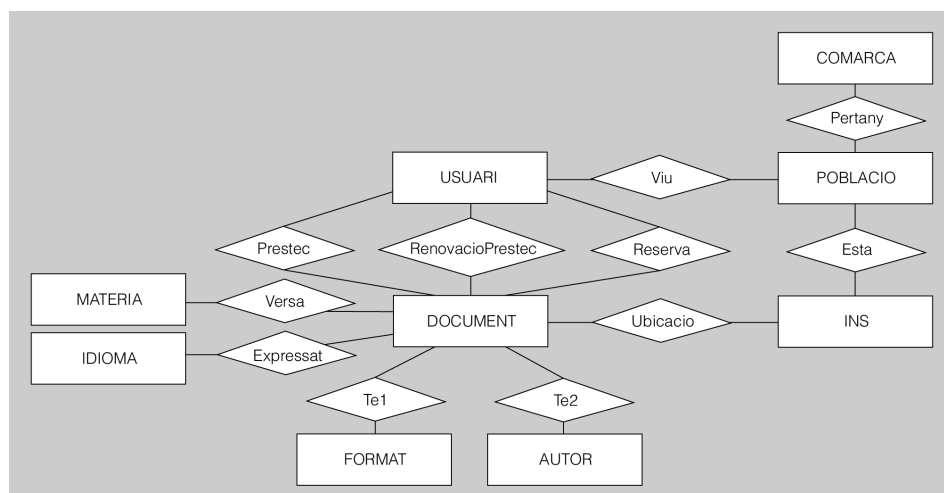 COMARCA
Pertany
USUARI
Viu
POBLACIO
Prestec
RenovacioPrestec
Reserva
Esta
MATERIA
Versa
DOCUMENT
Ubicacio
INS
IDIOMA
Expressat
Te1
Te2
FORMAT
AUTOR